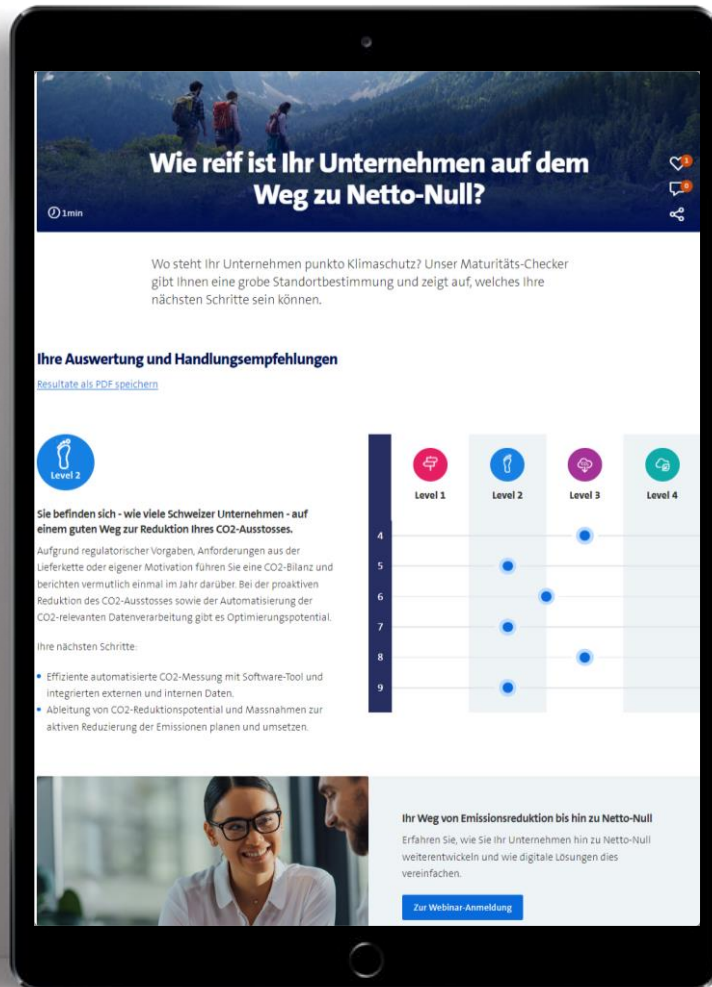 Wie reif ist Ihr Unternehmen auf dem
Weg zu Netto-Null?
1
0
1min
Wo steht Ihr Unternehmen punkto Klimaschutz? Unser Maturitäts-Checker
gibt Ihnen eine grobe Standortbestimmung und zeigt auf, welches Ihre
nächsten Schritte sein können.
Ihre Auswertung und Handlungsempfehlungen
Resultate als PDF speichern
Level 2
Sie befinden sich - wie viele Schweizer Unternehmen - auf
einem guten Weg zur Reduktion Ihres CO2-Ausstosses.
Aufgrund regulatorischer Vorgaben, Anforderungen aus der
Lieferkette oder eigener Motivation führen Sie eine CO2-Bilanz und
berichten vermutlich einmal im Jahr darüber. Bei der proaktiven
Reduktion des CO2-Ausstosses sowie der Automatisierung der
CO2-relevanten Datenverarbeitung gibt es Optimierungspotential.
Ihre nächsten Schritte:
Effiziente automatisierte CO2-Messung mit Software-Tool und
integrierten externen und internen Daten.
Ableitung von CO2-Reduktionspotential und Massnahmen zur
aktiven Reduzierung der Emissionen planen und umsetzen.
Level 1 Level 2 Level 3 Level 4
4
5
6
7
8
9
Ihr Weg von Emissionsreduktion bis hin zu Netto-Null
Erfahren Sie, wie Sie Ihr Unternehmen hin zu Netto-Null
weiterentwickeln und wie digitale Lösungen dies
vereinfachen.
Zur Webinar-Anmeldung